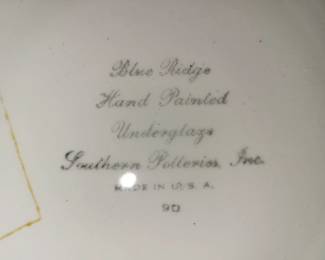 Blue Ridge
Hand Painted
Underglaze
Southern Potteries, Inc.
MADE IN U.S.A.
90